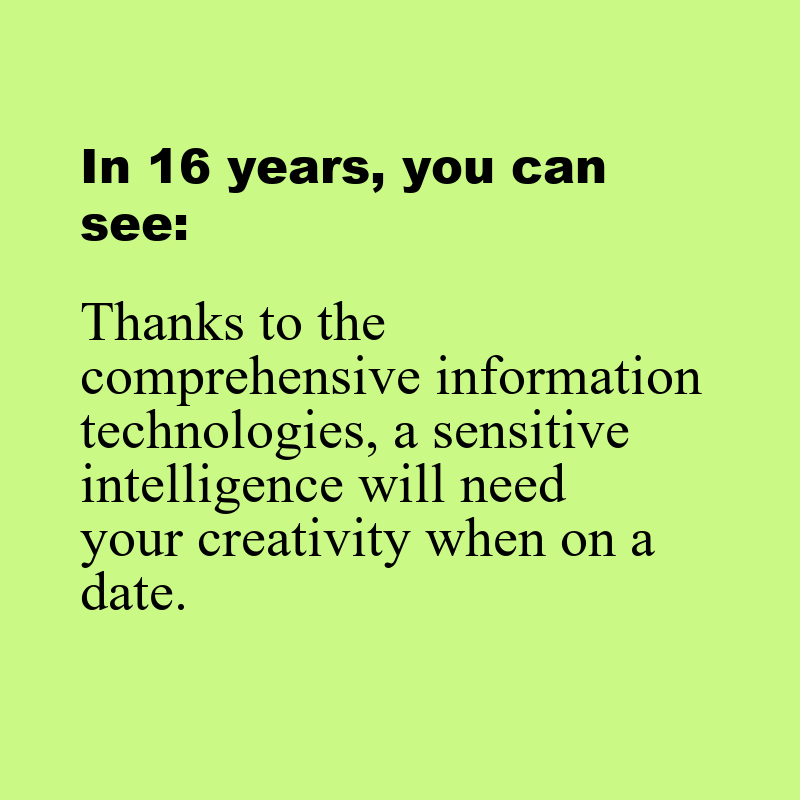 In 16 years, you can
see:
Thanks to the
comprehensive information
technologies, a sensitive
intelligence will need
your creativity when on a
date.